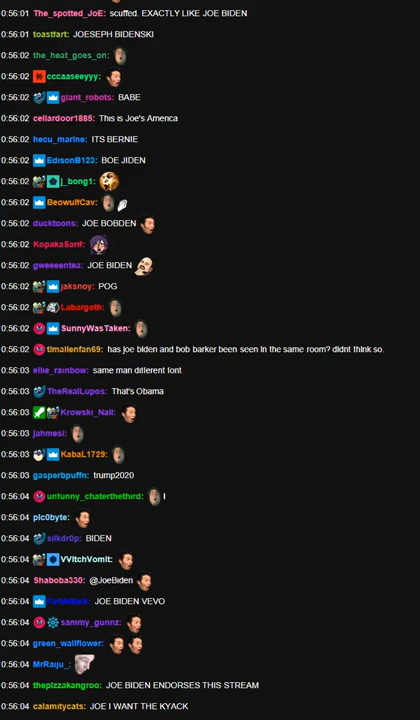 0:56:01 The_spotted_JoE: scuffed. EXACTLY LIKE JOE BIDEN
0:56:01 toastfart: JOESEPH BIDENSKI
0:56:02 the_heat_goes_on:
0:56:02 cccaaseeyyy:
0:56:02 giant_robots: BABE
0:56:02 cellardoor1885: This is Joe's America
0:56:02 hecu_marine: ITS BERNIE
0:56:02 EdisonB123: BOE JIDEN
0:56:02 j_bong1:
0:56:02 BeowulfCav:
0:56:02 ducktoons: JOE BOBDEN
0:56:02 KopakaSarif:
0:56:02 gweeeentea: JOE BIDEN
0:56:02 jaksnoy: POG
0:56:02 Labargoth:
0:56:02 SunnyWasTaken:
0:56:02 timallenfan69: has joe biden and bob barker been seen in the same room? didnt think so.
0:56:03 ellie_rainbow: same man different font
0:56:03 TheRealLupos: That's Obama
0:56:03 Krowski_Nall:
0:56:03 jahmesi:
0:56:03 KabaL1729:
0:56:03 gasperbpuffn: trump2020
0:56:04 unfunny_chaterthethird: I
0:56:04 pic0byte:
0:56:04 silkdr0p: BIDEN
0:56:04 VVitchVomit:
0:56:04 Shaboba330: @JoeBiden
0:56:04 JOE BIDEN VEVO
0:56:04 sammy_gunnz:
0:56:04 green_wallflower:
0:56:04 MrRaiju_:
0:56:04 thepizzakangroo: JOE BIDEN ENDORSES THIS STREAM
0:56:04 calamitycats: JOE I WANT THE KYACK